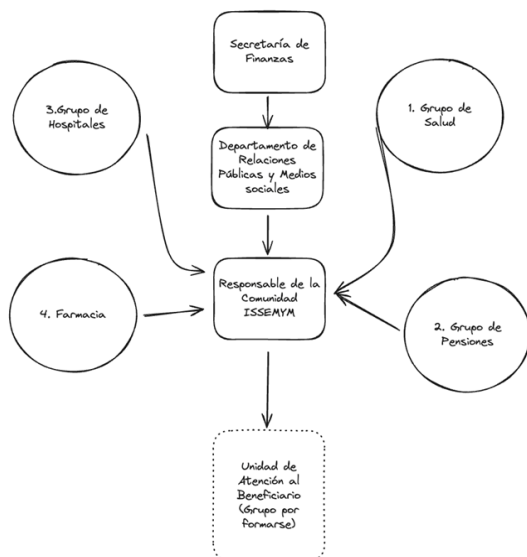 Secretaría de
Finanzas
3.Grupo de
Hospitales
1. Grupo de
Salud
Departamento de
Relaciones
Públicas y Medios
sociales
Responsable de la
Comunidad
ISSEMYM
4. Farmacia
2. Grupo de
Pensiones
Unidad de
Atención al
Beneficiario
(Grupo por
formarse)